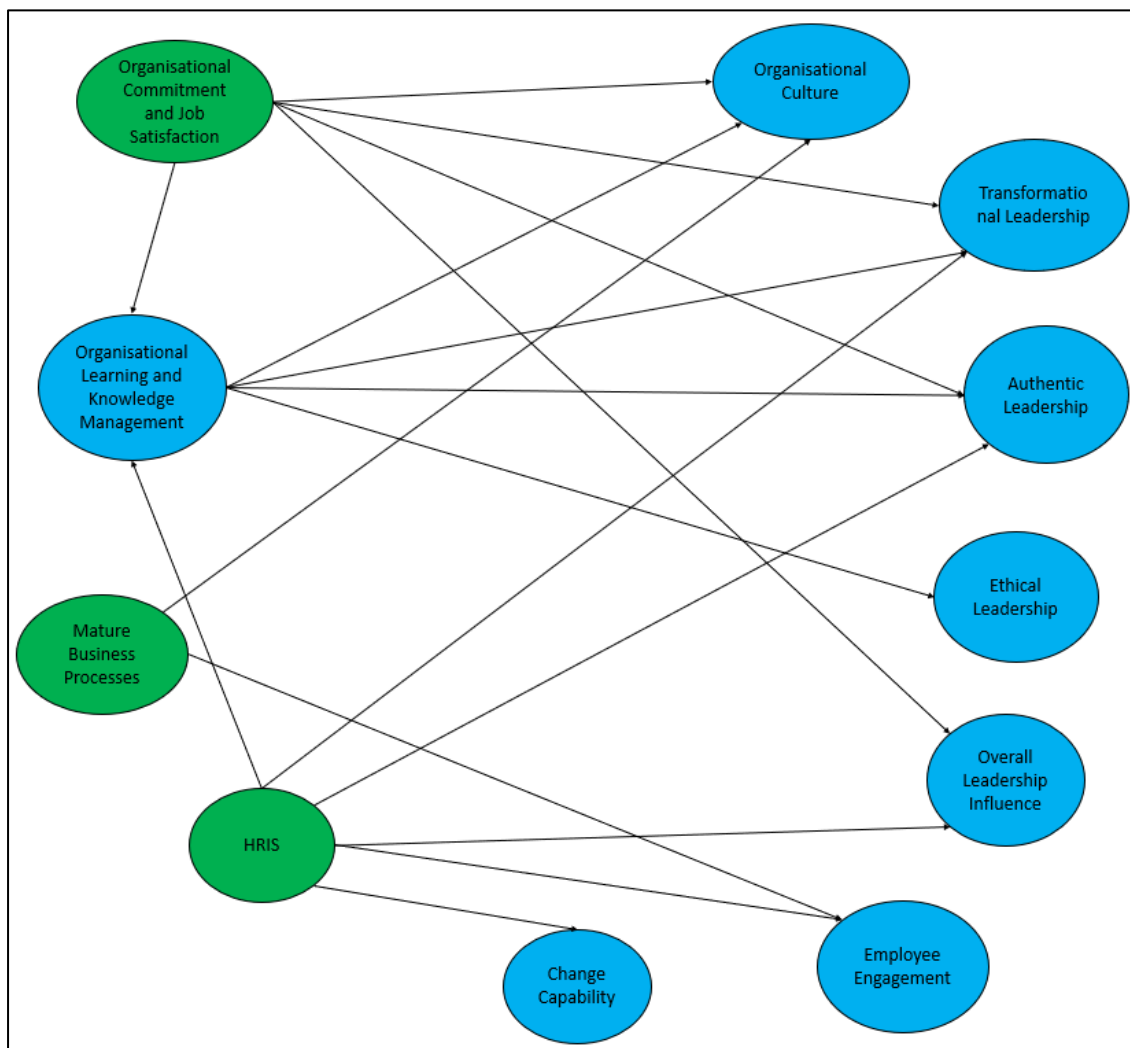 Organisational
Commitment
and Job
Satisfaction
Organisational
Culture
Transformatio
nal Leadership
Organisational
Learning and
Knowledge
Management
Authentic
Leadership
Ethical
Leadership
Mature
Business
Processes
Overall
Leadership
Influence
HRIS
Employee
Engagement
Change
Capability